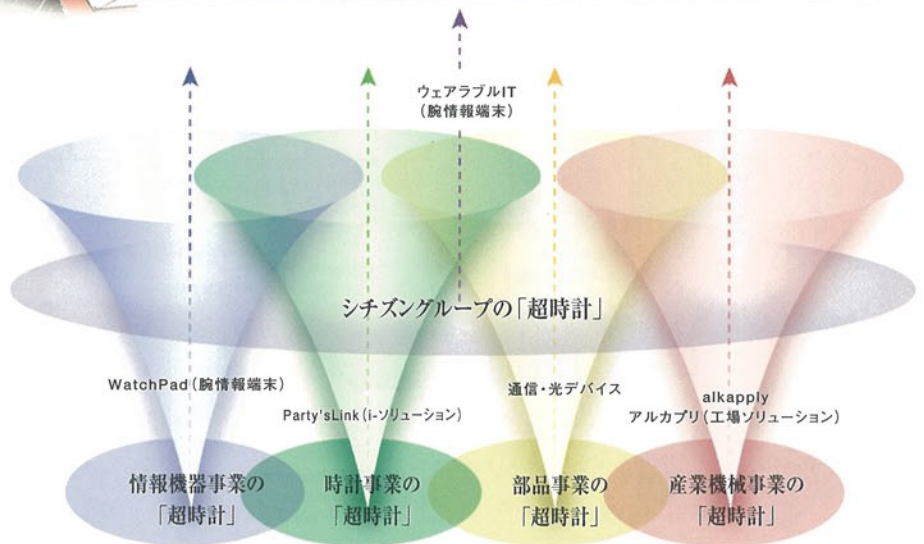 ウェアラブルIT
(腕情報端末)
シチズングループの「超時計」
WatchPad(腕情報端末)
Party'sLink(i-ソリューション)
通信・光デバイス
alkapply
アルカプリ(工場ソリューション)
情報機器事業の
「超時計」
時計事業の
「超時計」
部品事業の
「超時計」
産業機械事業の
「超時計」